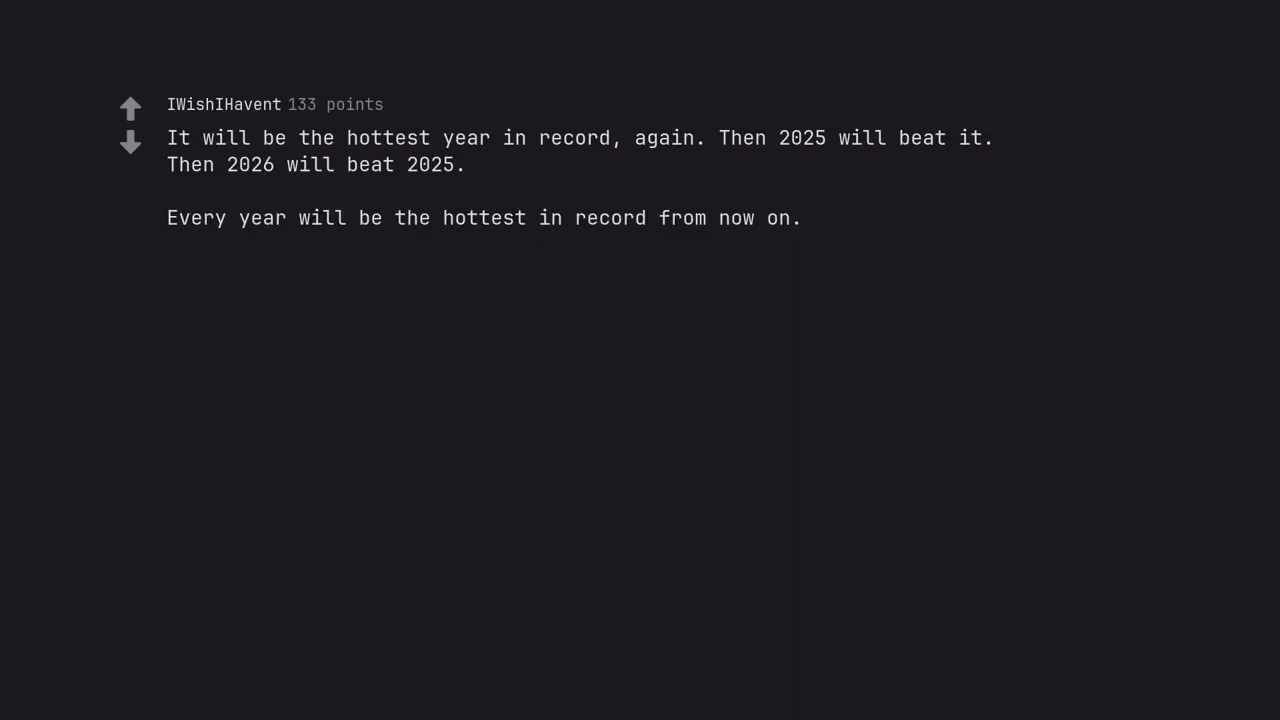 IWishIHavent 133 points
It will be the hottest year in record, again. Then 2025 will beat it.
Then 2026 will beat 2025.
Every year will be the hottest in record from now on.